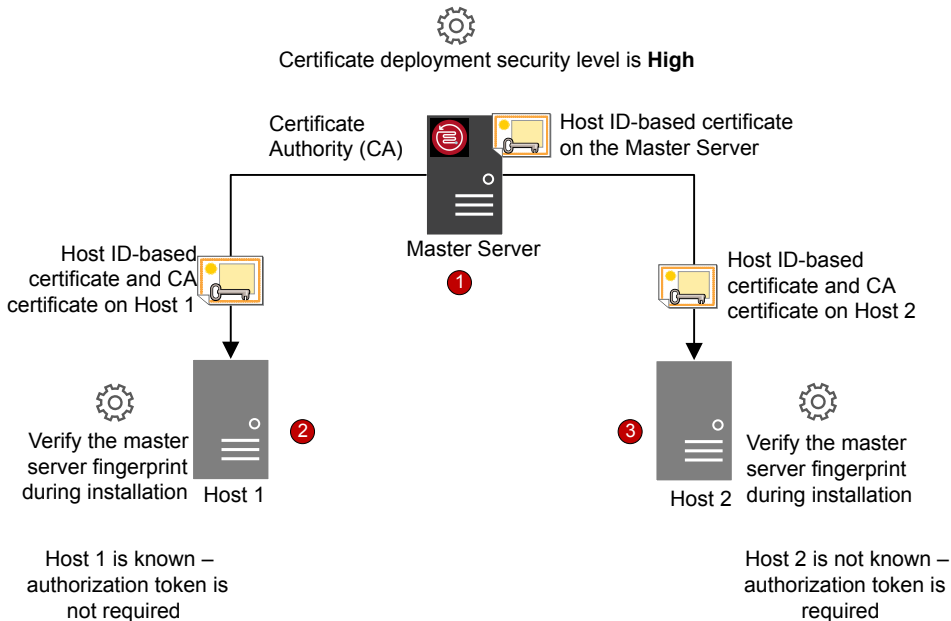 Certificate deployment security level is High
Certificate
Authority (CA)
Host ID-based certificate
on the Master Server
Master Server
1
Host ID-based
certificate and CA
certificate on Host 1
Host ID-based
certificate and CA
certificate on Host 2
Verify the master
server fingerprint
during installation
2
Host 1
3
Host 2
Verify the master
server fingerprint
during installation
Host 1 is known –
authorization token is
not required
Host 2 is not known –
authorization token is
required